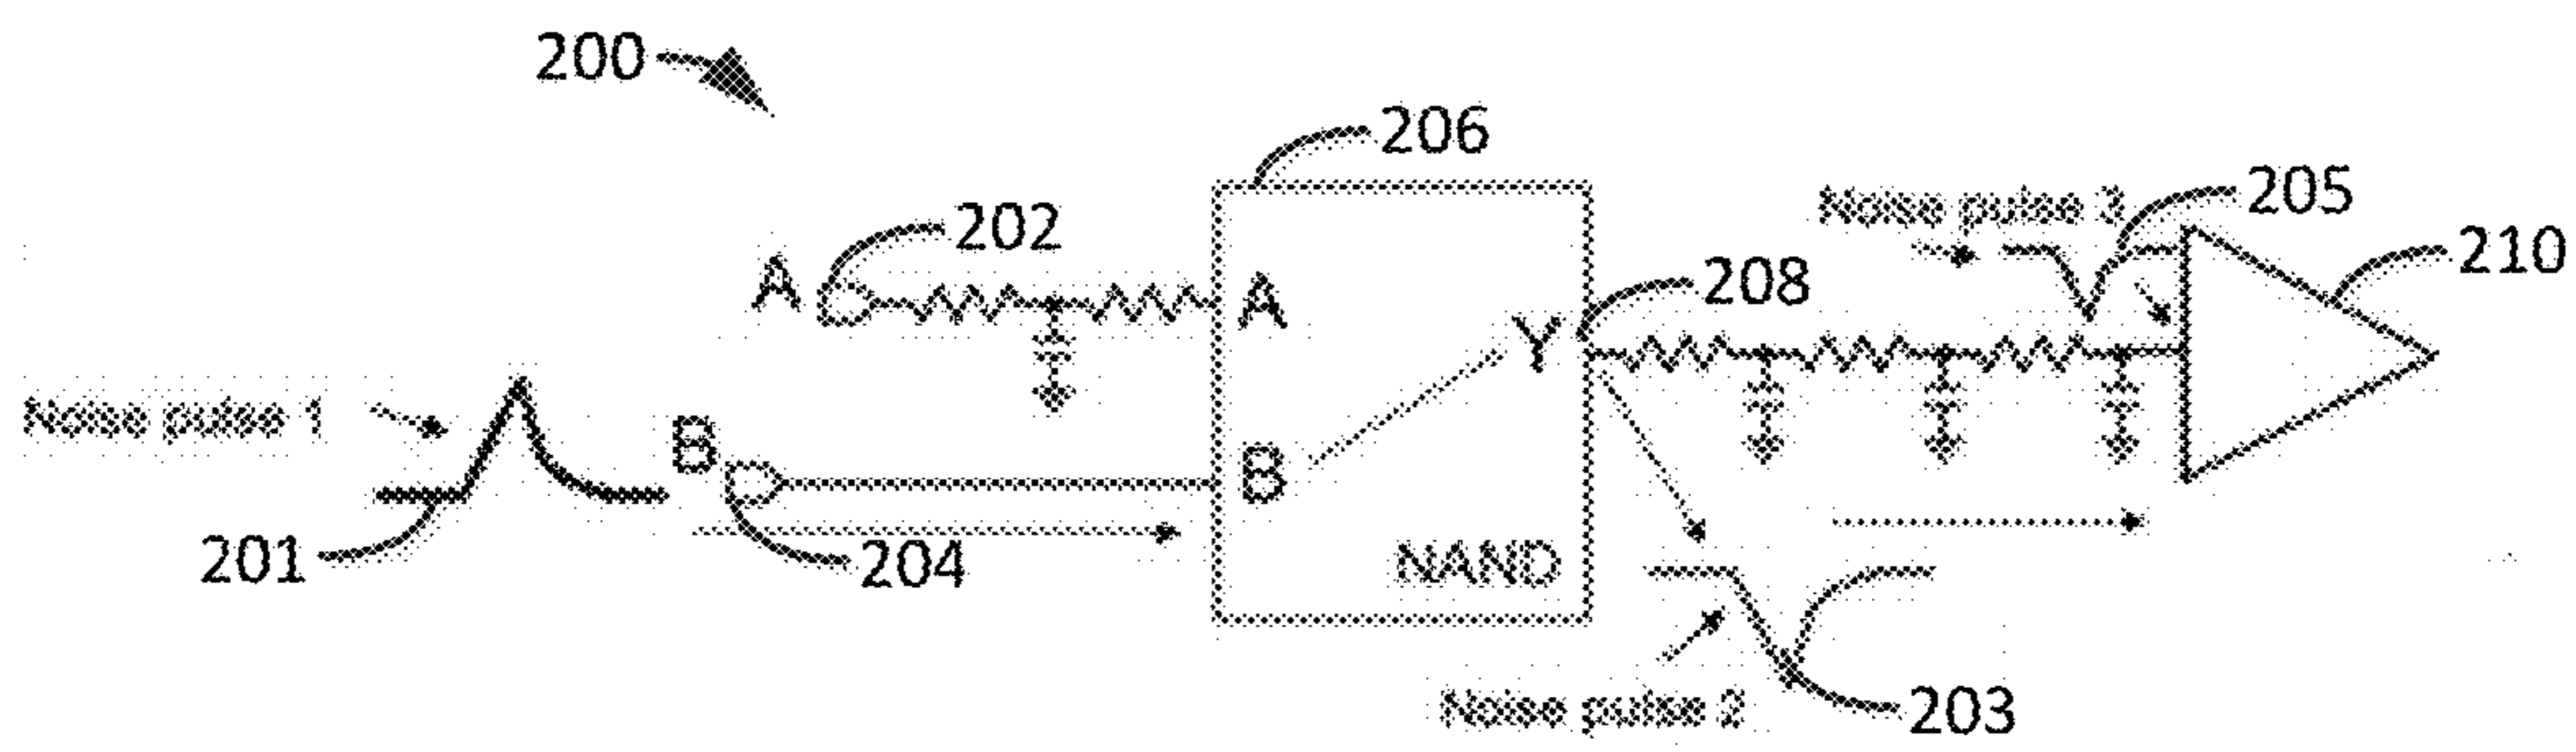 200
206
Noise pulse 3
205
202
210
A
A
208
Y
Noise pulse 1
B
B
201
204
NAND
Noise pulse 2
203